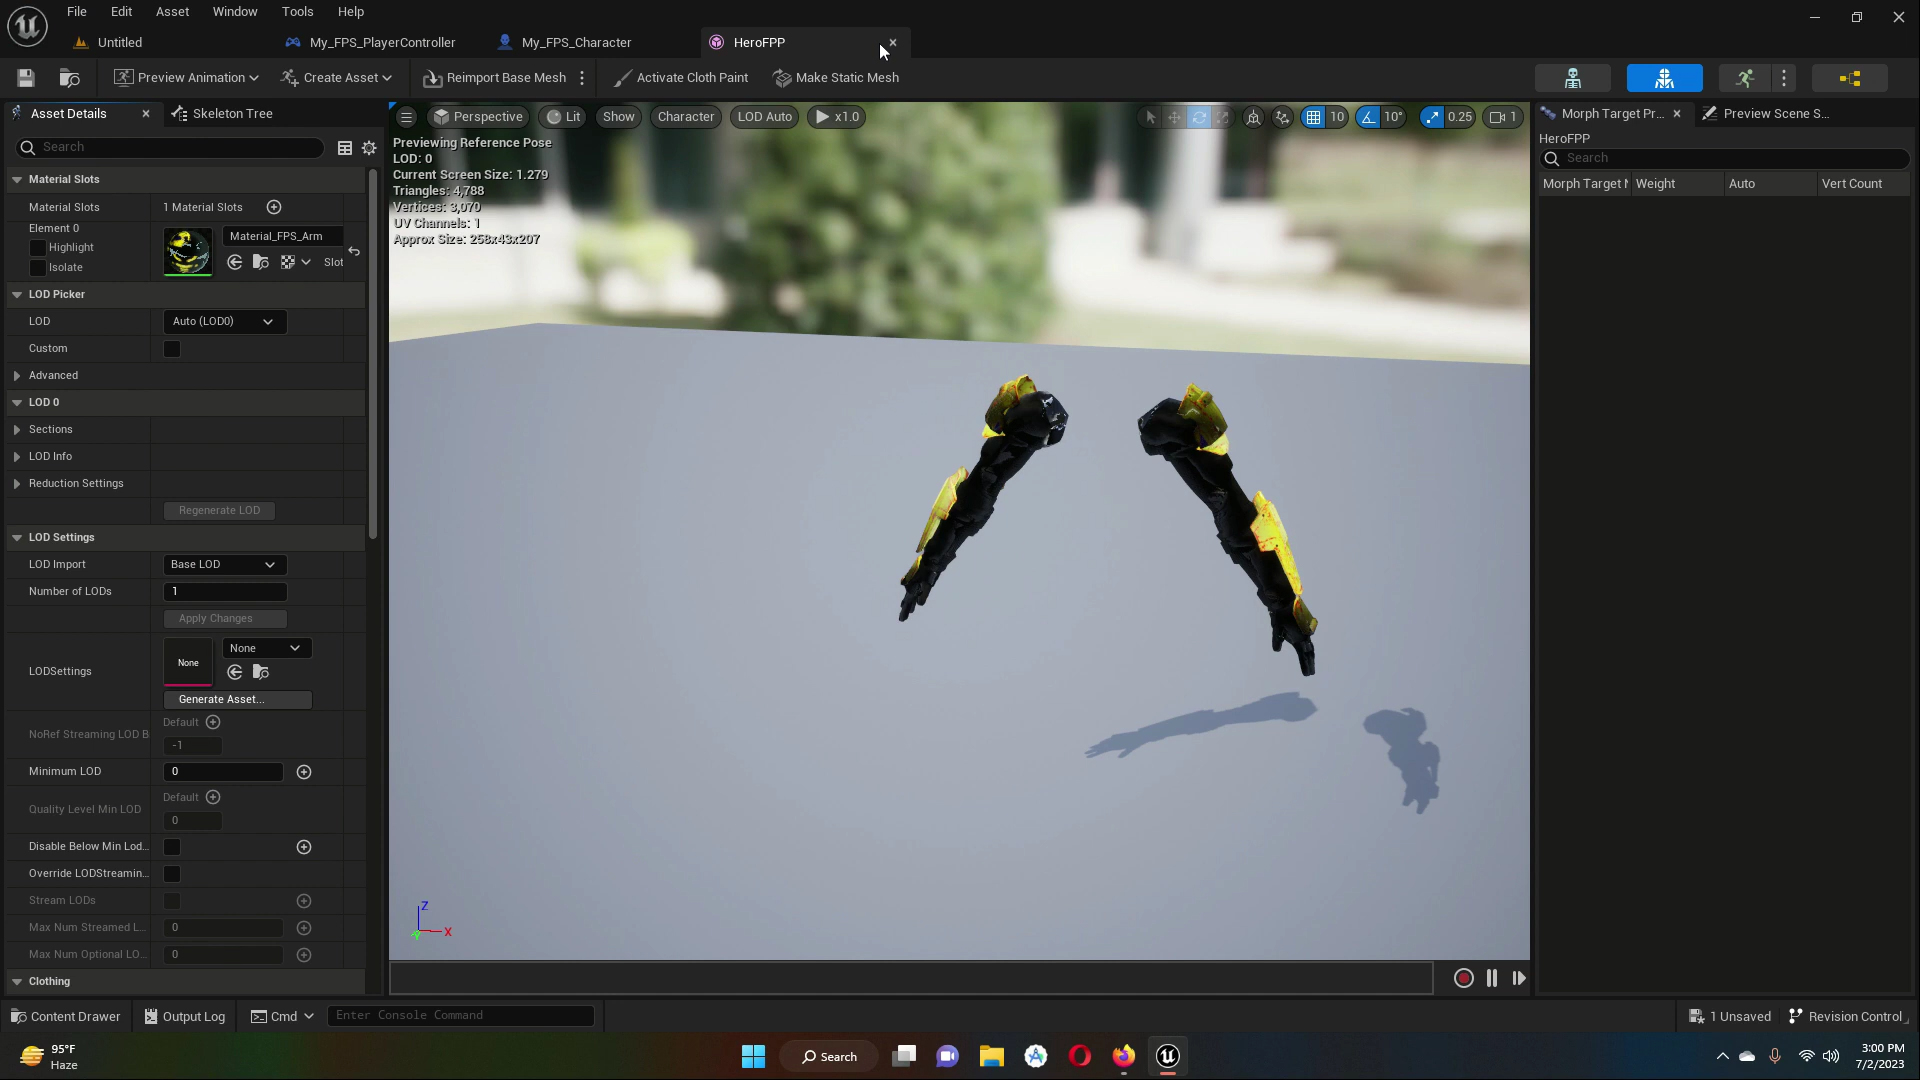 File Edit Asset Window Tools Help
Untitled My_FPS_PlayerController My_FPS_Character HeroFPP
Preview Animation Create Asset Reimport Base Mesh Activate Cloth Paint Make Static Mesh
Asset Details Skeleton Tree
Search
Material Slots
Material Slots 1 Material Slots
Element 0
Highlight
Isolate
Material_FPS_Arm
Slot
LOD Picker
LOD Auto (LOD0)
Custom
Advanced
LOD 0
Sections
LOD Info
Reduction Settings
Regenerate LOD
LOD Settings
LOD Import Base LOD
Number of LODs 1
Apply Changes
LODSettings None None
Generate Asset...
NoRef Streaming LOD B Default
-1
Minimum LOD 0
Quality Level Min LOD Default
0
Disable Below Min Lod...
Override LODStreamin...
Stream LODs
Max Num Streamed L... 0
Max Num Optional LO... 0
Clothing
Perspective Lit Show Character LOD Auto x1.0
10 10° 0.25 1
Previewing Reference Pose
LOD: 0
Current Screen Size: 1.279
Triangles: 4,788
Vertices: 3,070
UV Channels: 1
Approx Size: 258x43x207
Z
X
Y
Morph Target Pr... Preview Scene S...
HeroFPP
Search
Morph Target N Weight Auto Vert Count
Content Drawer Output Log Cmd Enter Console Command 1 Unsaved Revision Control
95°F
Haze
Search
3:00 PM
7/2/2023